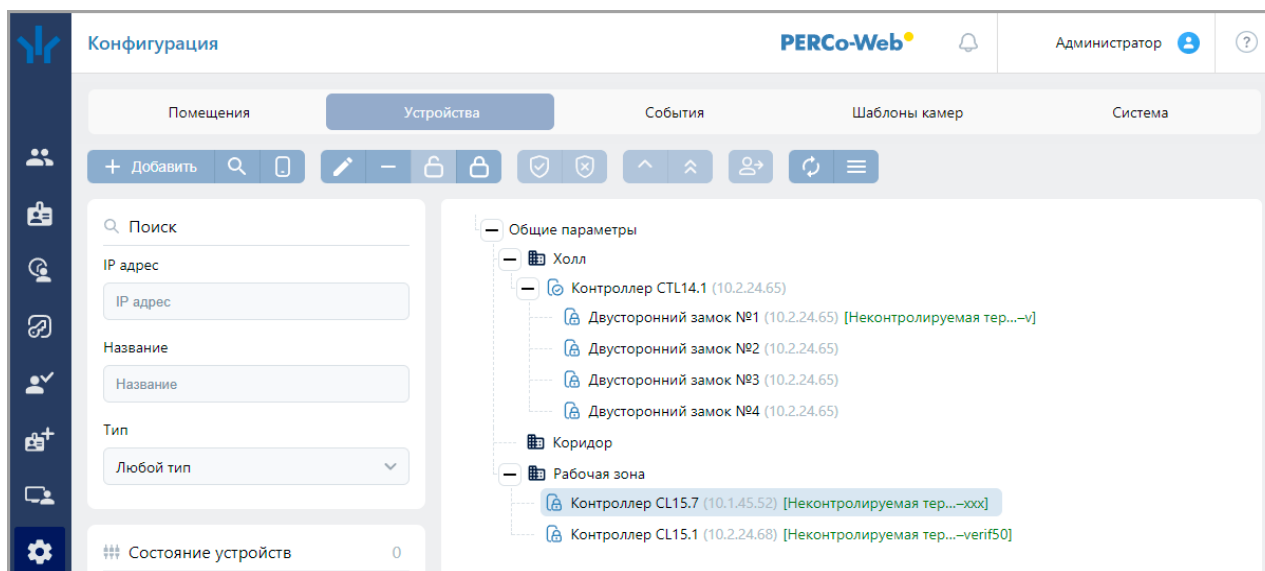 Конфигурация
PERCo-Web
Администратор
?
Помещения
Устройства
События
Шаблоны камер
Система
+ Добавить
Поиск
IP адрес
IP адрес
Название
Название
Тип
Любой тип
Состояние устройств 0
Общие параметры
Холл
Контроллер CTL14.1 (10.2.24.65)
Двусторонний замок №1 (10.2.24.65) [Неконтролируемая тер...–v]
Двусторонний замок №2 (10.2.24.65)
Двусторонний замок №3 (10.2.24.65)
Двусторонний замок №4 (10.2.24.65)
Коридор
Рабочая зона
Контроллер CL15.7 (10.1.45.52) [Неконтролируемая тер...–xxx]
Контроллер CL15.1 (10.2.24.68) [Неконтролируемая тер...–verif50]